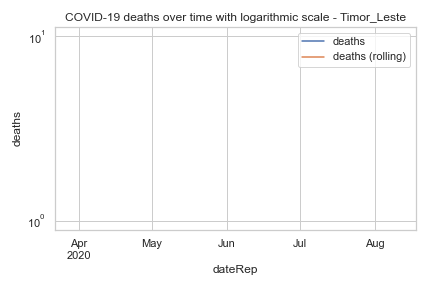 COVID-19 deaths over time with logarithmic scale - Timor_Leste
10¹
deaths
deaths (rolling)
deaths
10⁰
Apr May Jun Jul Aug
2020
dateRep